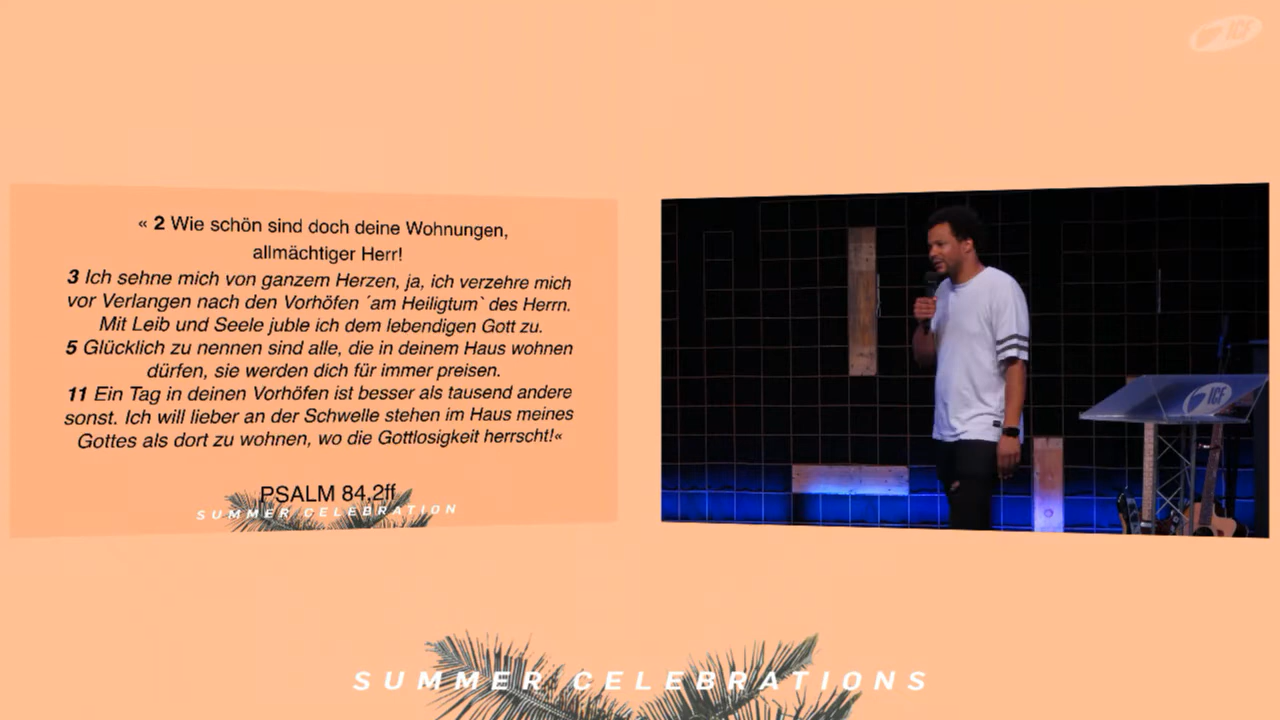 ICF
« 2 Wie schön sind doch deine Wohnungen,
allmächtiger Herr!
3 Ich sehne mich von ganzem Herzen, ja, ich verzehre mich
vor Verlangen nach den Vorhöfen ´am Heiligtum` des Herrn.
Mit Leib und Seele juble ich dem lebendigen Gott zu.
5 Glücklich zu nennen sind alle, die in deinem Haus wohnen
dürfen, sie werden dich für immer preisen.
11 Ein Tag in deinen Vorhöfen ist besser als tausend andere
sonst. Ich will lieber an der Schwelle stehen im Haus meines
Gottes als dort zu wohnen, wo die Gottlosigkeit herrscht!«
PSALM 84,2ff
SUMMER CELEBRATION
ICF
SUMMER CELEBRATIONS